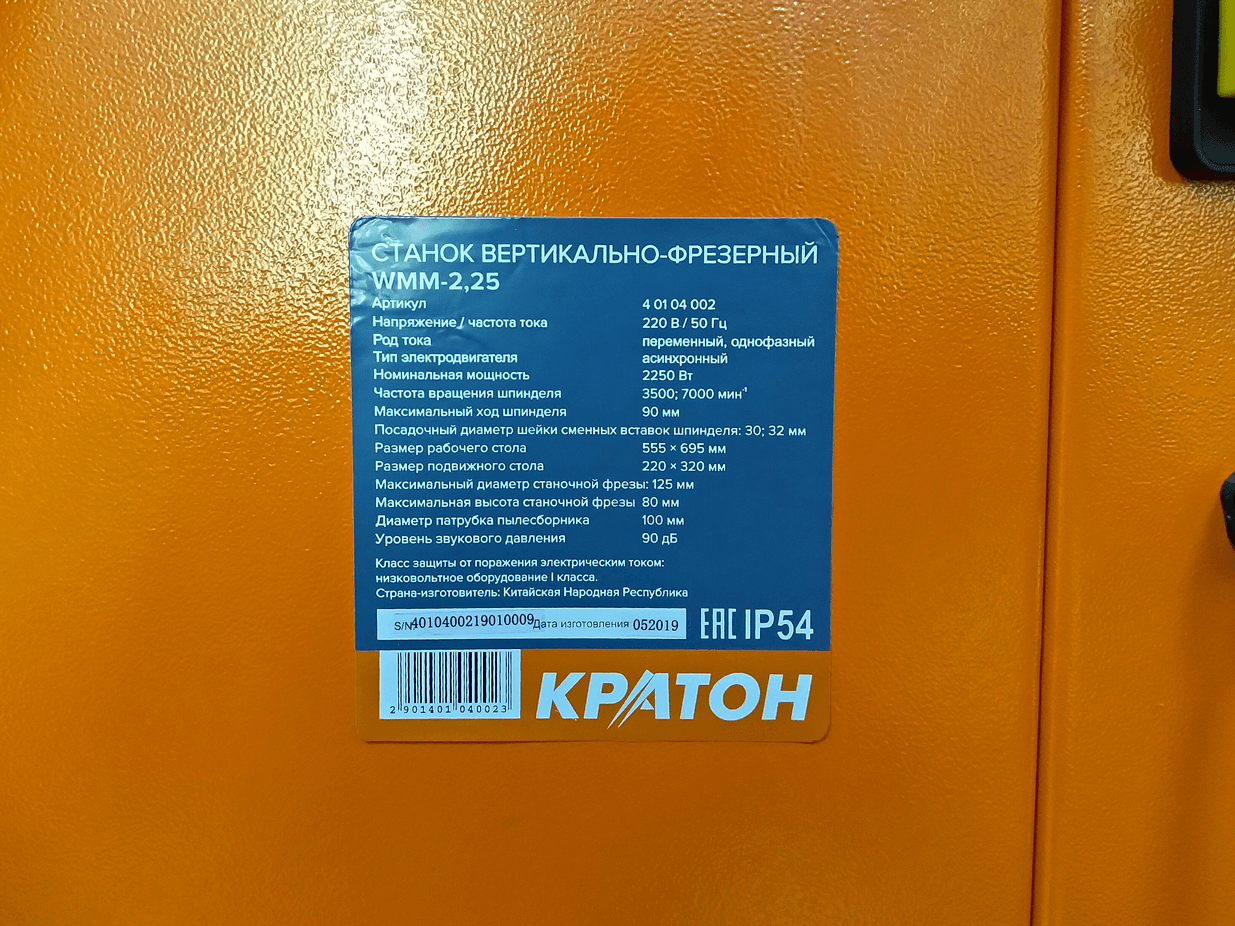 СТАНОК ВЕРТИКАЛЬНО-ФРЕЗЕРНЫЙ
WMM-2,25
Артикул 4 01 04 002
Напряжение / частота тока 220 В / 50 Гц
Род тока переменный, однофазный
Тип электродвигателя асинхронный
Номинальная мощность 2250 Вт
Частота вращения шпинделя 3500; 7000 мин⁻¹
Максимальный ход шпинделя 90 мм
Посадочный диаметр шейки сменных вставок шпинделя: 30; 32 мм
Размер рабочего стола 555 × 695 мм
Размер подвижного стола 220 × 320 мм
Максимальный диаметр станочной фрезы: 125 мм
Максимальная высота станочной фрезы 80 мм
Диаметр патрубка пылесборника 100 мм
Уровень звукового давления 90 дБ
Класс защиты от поражения электрическим током:
низковольтное оборудование I класса.
Страна-изготовитель: Китайская Народная Республика
S/N 4010400219010009 Дата изготовления 052019
ЕАС IP54
2 901401 040023
КРАТОН